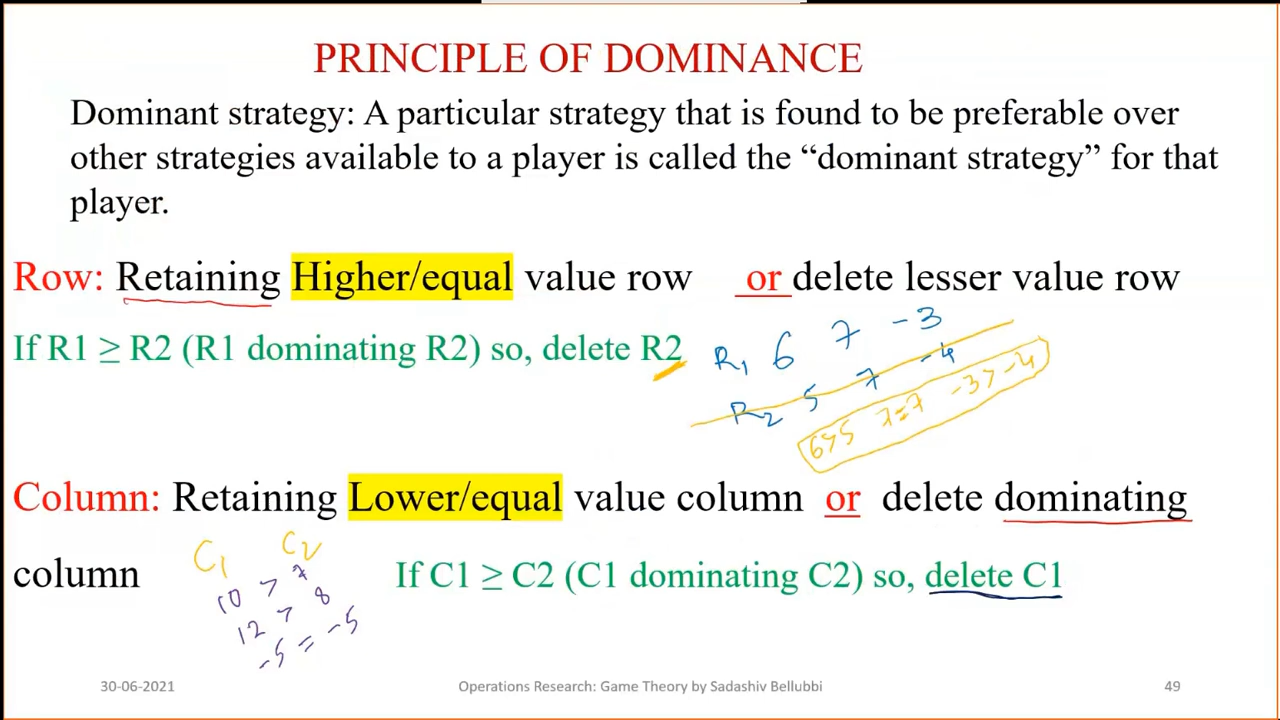 PRINCIPLE OF DOMINANCE
Dominant strategy: A particular strategy that is found to be preferable over
other strategies available to a player is called the “dominant strategy” for that
player.
Row: Retaining Higher/equal value row or delete lesser value row
If R1 ≥ R2 (R1 dominating R2) so, delete R2
R1 6 7 -3
R2 5 7 -4
6>5 7=7 -3>-4
Column: Retaining Lower/equal value column or delete dominating
column
If C1 ≥ C2 (C1 dominating C2) so, delete C1
C1 C2
10 > 7
12 > 8
-5 = -5
30-06-2021 Operations Research: Game Theory by Sadashiv Bellubbi 49